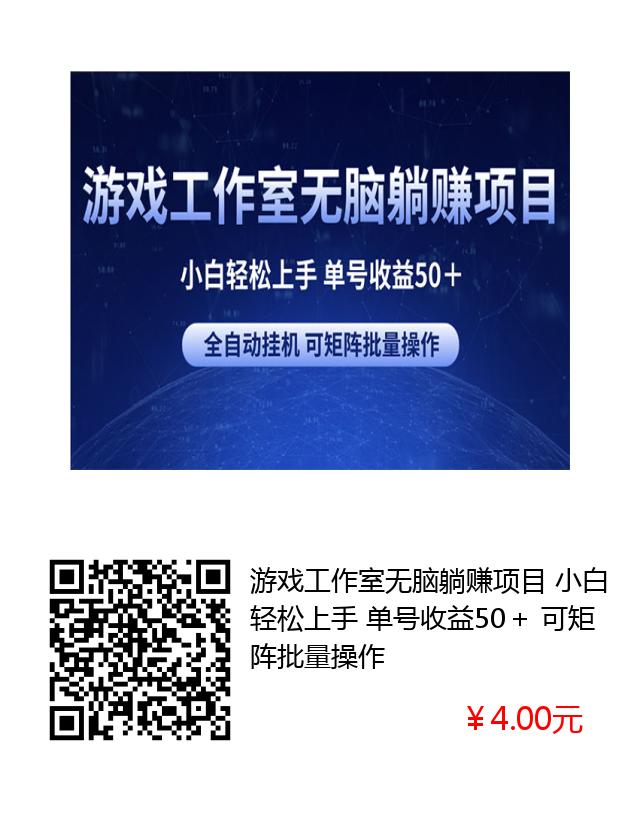 游戏工作室无脑躺赚项目
小白轻松上手 单号收益50＋
全自动挂机 可矩阵批量操作
游戏工作室无脑躺赚项目 小白
轻松上手 单号收益50＋ 可矩
阵批量操作
￥4.00元